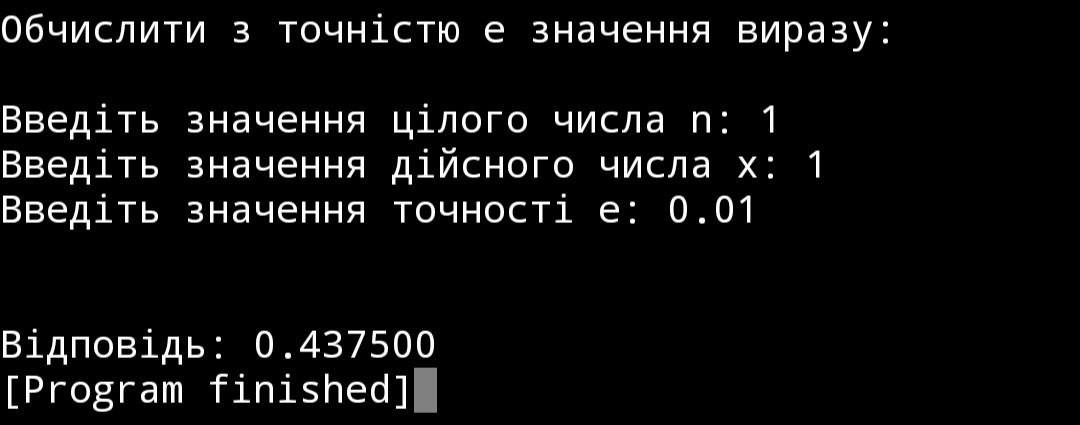 Обчислити з точністю e значення виразу:
Введіть значення цілого числа n: 1
Введіть значення дійсного числа x: 1
Введіть значення точності e: 0.01
Відповідь: 0.437500
[Program finished]